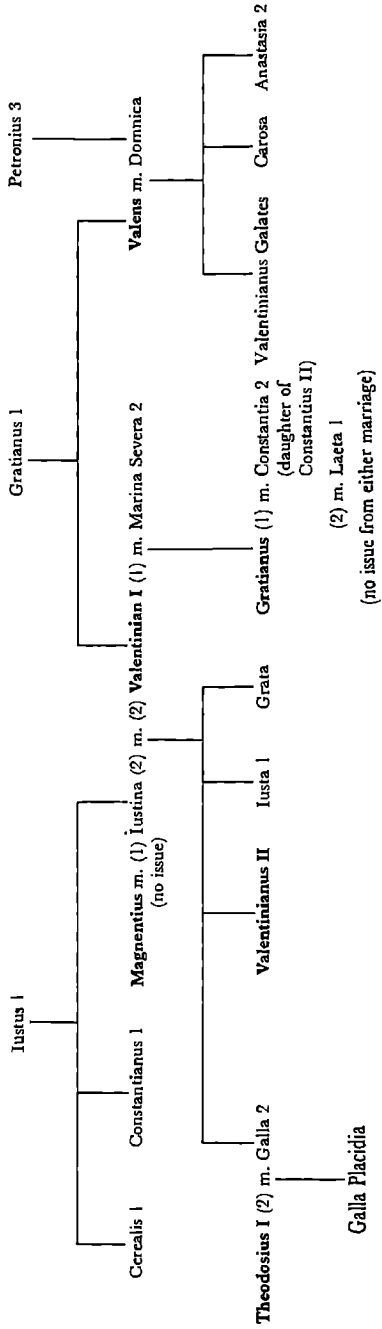 Iustus 1
Gratianus 1
Petronius 3
Cerealis 1
Constantianus 1
Magnentius m. (1) Iustina (2) m. (2) Valentinian I (1) m. Marina Severa 2
(no issue)
Valens m. Domnica
Theodosius I (2) m. Galla 2
Valentinianus II
Iusta 1
Grata
Gratianus (1) m. Constantia 2
(daughter of
Constantius II)
(2) m. Laeta 1
(no issue from either marriage)
Valentinianus Galates
Carosa
Anastasia 2
Galla Placidia